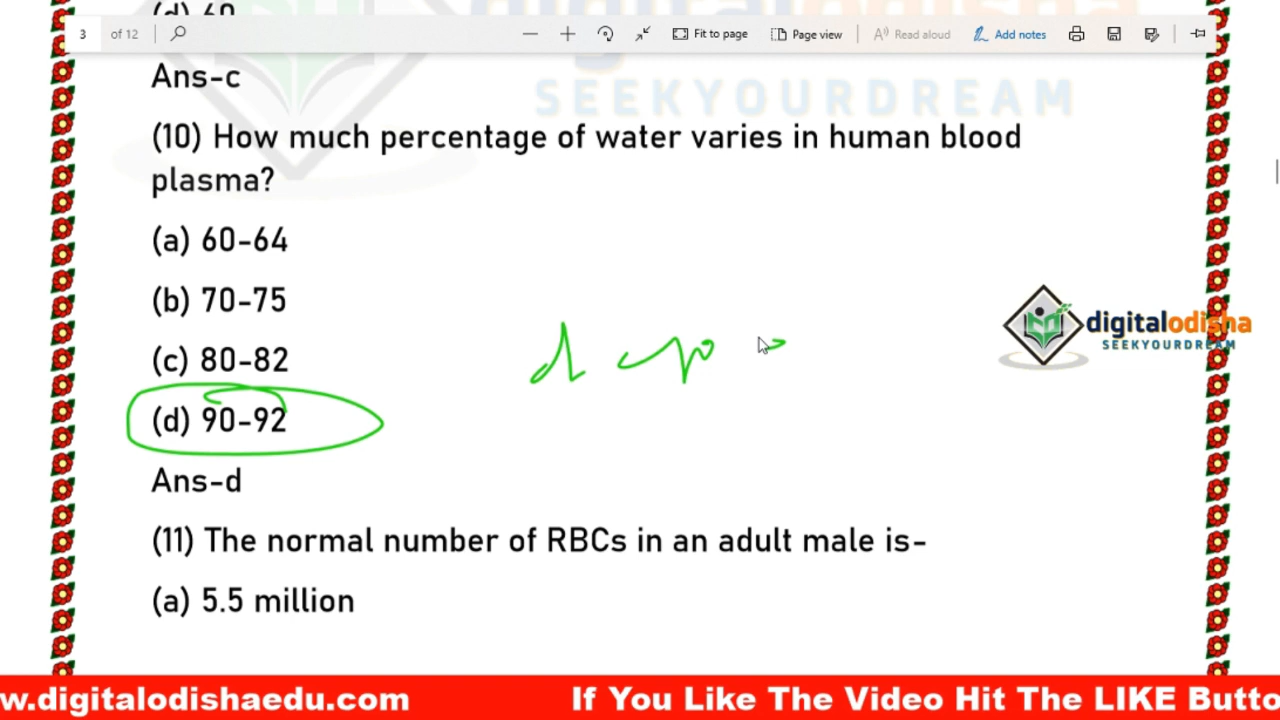 (d) 60
3 of 12 Fit to page Page view Read aloud Add notes
SEEKYOURDREAM
Ans-c
(10) How much percentage of water varies in human blood
plasma?
(a) 60-64
(b) 70-75
(c) 80-82
(d) 90-92
digitalodisha
SEEKYOURDREAM
Ans-d
(11) The normal number of RBCs in an adult male is-
(a) 5.5 million
w.digitalodishaedu.com If You Like The Video Hit The LIKE Butto